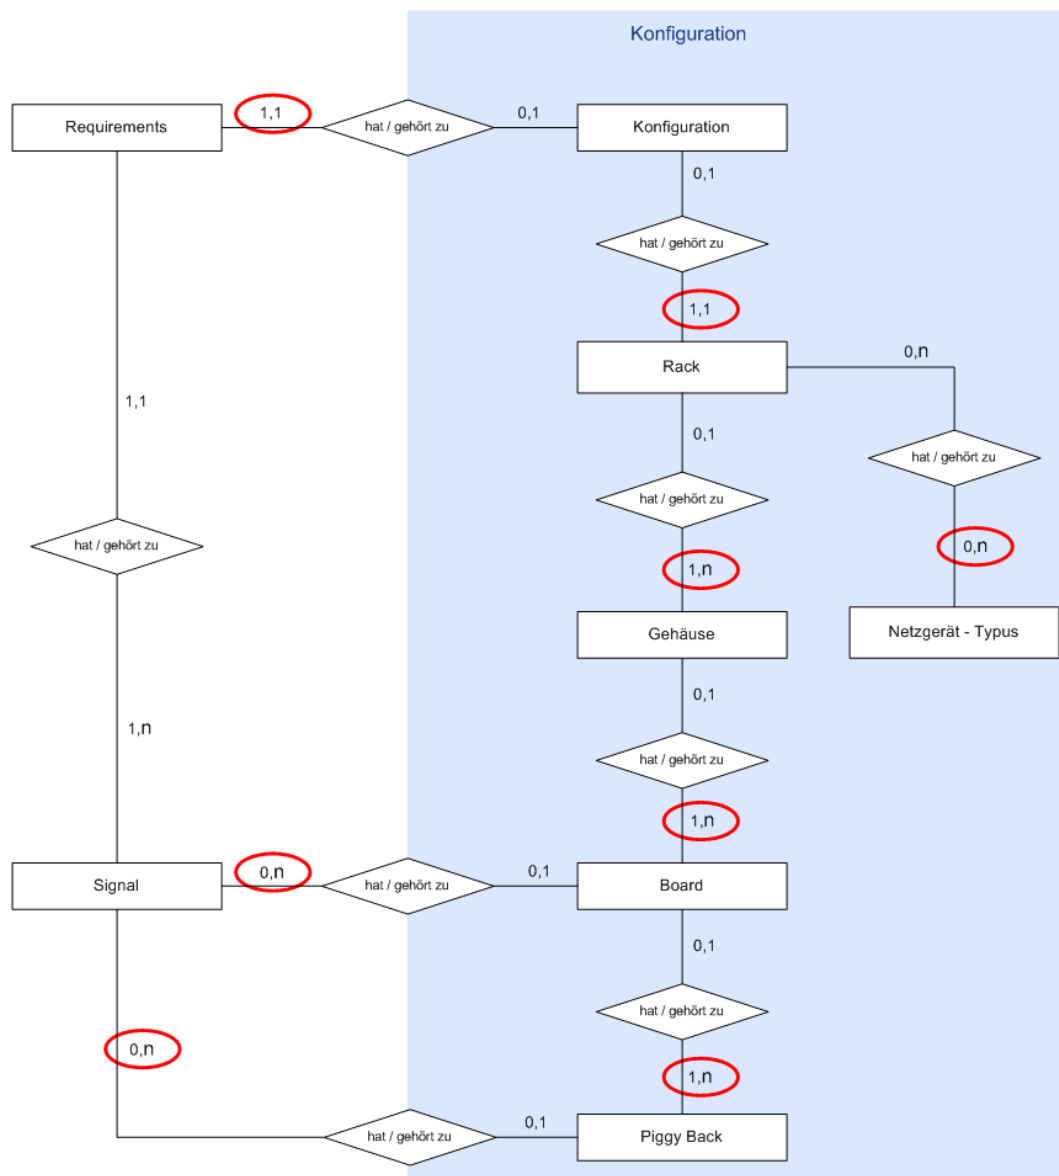 Konfiguration
Requirements
1,1
hat / gehört zu
0,1
Konfiguration
0,1
hat / gehört zu
1,1
Rack
0,n
1,1
0,1
hat / gehört zu
hat / gehört zu
hat / gehört zu
0,n
1,n
Gehäuse
Netzgerät - Typus
0,1
1,n
hat / gehört zu
1,n
Signal
0,n
hat / gehört zu
0,1
Board
0,1
hat / gehört zu
0,n
1,n
hat / gehört zu
0,1
Piggy Back